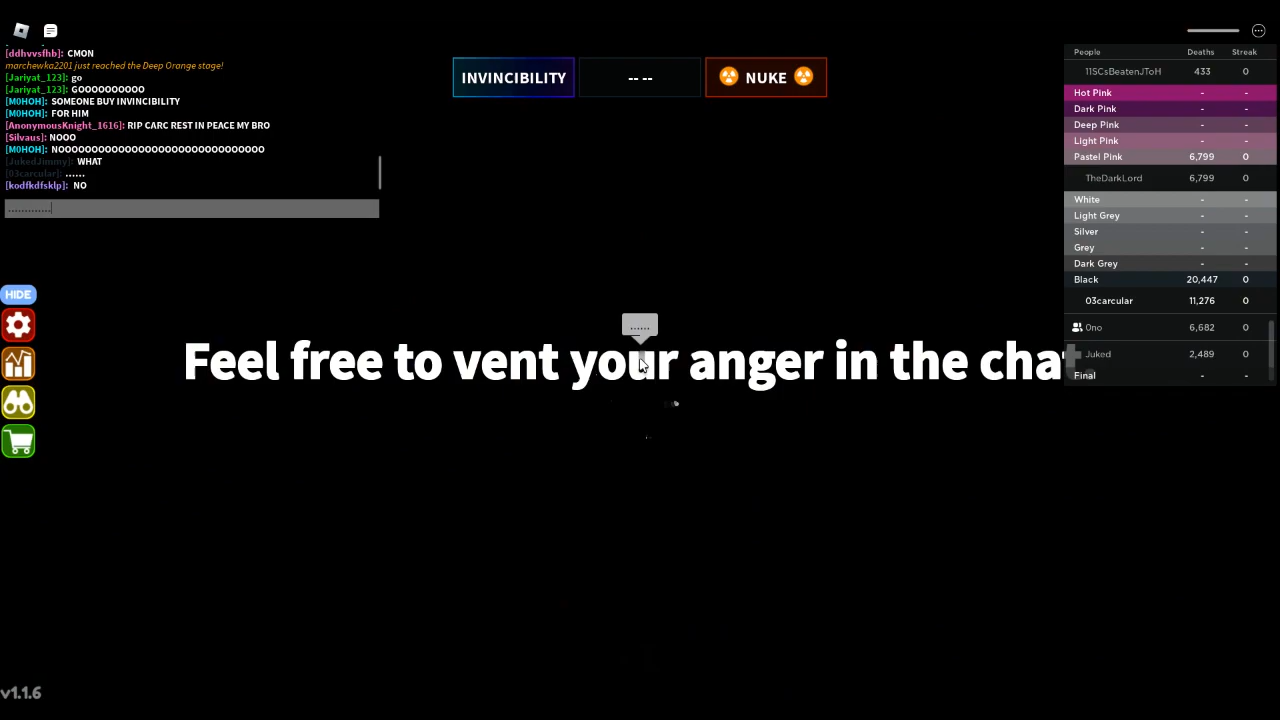 [ddhvvsfhb]: CMON
marchewka2201 just reached the Deep Orange stage!
[Jariyat_123]: go
[Jariyat_123]: GOOOOOOOOOO
[M0HOH]: SOMEONE BUY INVINCIBILITY
[M0HOH]: FOR HIM
[AnonymousKnight_1616]: RIP CARC REST IN PEACE MY BRO
[Silvaus]: NOOO
[M0HOH]: NOOOOOOOOOOOOOOOOOOOOOOOOOOOOOOO
[JukedJimmy]: WHAT
[03carcular]: ......
[kodfkdfsklp]: NO
.............
INVINCIBILITY
-- --
NUKE
People Deaths Streak
11SCsBeatenJToH 433 0
Hot Pink - -
Dark Pink - -
Deep Pink - -
Light Pink - -
Pastel Pink 6,799 0
TheDarkLord 6,799 0
White - -
Light Grey - -
Silver - -
Grey - -
Dark Grey - -
Black 20,447 0
03carcular 11,276 0
0no 6,682 0
Juked 2,489 0
Final - -
HIDE
......
Feel free to vent your anger in the chat
v1.1.6